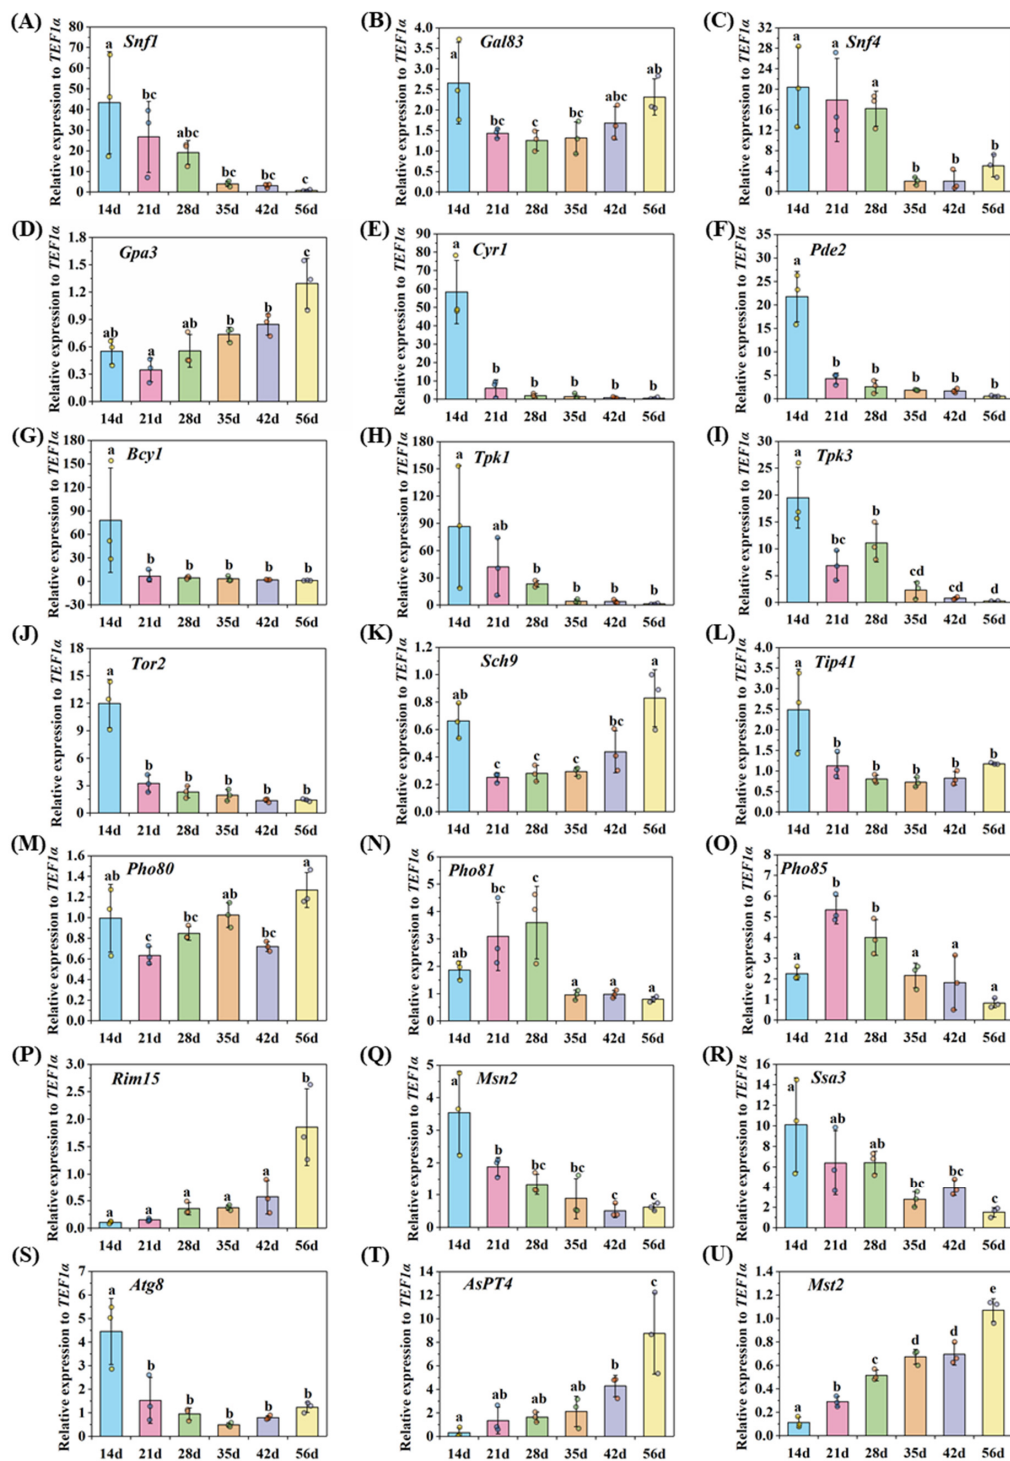 (A)
Snf1
Relative expression to TEF1α
80
70
60
50
40
30
20
10
0
a
bc
abc
bc
bc
c
14d 21d 28d 35d 42d 56d
(B)
Gal83
Relative expression to TEF1α
4.0
3.5
3.0
2.5
2.0
1.5
1.0
0.5
0.0
a
bc
c
bc
abc
ab
14d 21d 28d 35d 42d 56d
(C)
Snf4
Relative expression to TEF1α
32
28
24
20
16
12
8
4
0
a
a
a
b
b
b
14d 21d 28d 35d 42d 56d
(D)
Gpa3
Relative expression to TEF1α
1.8
1.5
1.2
0.9
0.6
0.3
0.0
ab
a
ab
b
b
c
14d 21d 28d 35d 42d 56d
(E)
Cyr1
Relative expression to TEF1α
90
80
70
60
50
40
30
20
10
0
a
b
b
b
b
b
14d 21d 28d 35d 42d 56d
(F)
Pde2
Relative expression to TEF1α
35
30
25
20
15
10
5
0
a
b
b
b
b
b
14d 21d 28d 35d 42d 56d
(G)
Bcy1
Relative expression to TEF1α
180
150
120
90
60
30
0
-30
a
b
b
b
b
b
14d 21d 28d 35d 42d 56d
(H)
Tpk1
Relative expression to TEF1α
180
150
120
90
60
30
0
a
ab
b
b
b
b
14d 21d 28d 35d 42d 56d
(I)
Tpk3
Relative expression to TEF1α
30
25
20
15
10
5
0
a
bc
b
cd
cd
d
14d 21d 28d 35d 42d 56d
(J)
Tor2
Relative expression to TEF1α
18
15
12
9
6
3
0
a
b
b
b
b
b
14d 21d 28d 35d 42d 56d
(K)
Sch9
Relative expression to TEF1α
1.2
1.0
0.8
0.6
0.4
0.2
0.0
ab
c
c
c
bc
a
14d 21d 28d 35d 42d 56d
(L)
Tip41
Relative expression to TEF1α
4.0
3.5
3.0
2.5
2.0
1.5
1.0
0.5
0.0
a
b
b
b
b
b
14d 21d 28d 35d 42d 56d
(M)
Pho80
Relative expression to TEF1α
1.6
1.4
1.2
1.0
0.8
0.6
0.4
0.2
0.0
ab
c
bc
ab
bc
a
14d 21d 28d 35d 42d 56d
(N)
Pho81
Relative expression to TEF1α
6
5
4
3
2
1
0
ab
bc
c
a
a
a
14d 21d 28d 35d 42d 56d
(O)
Pho85
Relative expression to TEF1α
8
7
6
5
4
3
2
1
0
a
b
b
a
a
a
14d 21d 28d 35d 42d 56d
(P)
Rim15
Relative expression to TEF1α
3.0
2.5
2.0
1.5
1.0
0.5
0.0
a
a
a
a
a
b
14d 21d 28d 35d 42d 56d
(Q)
Msn2
Relative expression to TEF1α
5
4
3
2
1
0
a
b
bc
bc
c
c
14d 21d 28d 35d 42d 56d
(R)
Ssa3
Relative expression to TEF1α
16
14
12
10
8
6
4
2
0
a
ab
ab
bc
bc
c
14d 21d 28d 35d 42d 56d
(S)
Atg8
Relative expression to TEF1α
7
6
5
4
3
2
1
0
a
b
b
b
b
b
14d 21d 28d 35d 42d 56d
(T)
AsPT4
Relative expression to TEF1α
14
12
10
8
6
4
2
0
a
ab
ab
ab
b
c
14d 21d 28d 35d 42d 56d
(U)
Mst2
Relative expression to TEF1α
1.4
1.2
1.0
0.8
0.6
0.4
0.2
0.0
a
b
c
d
d
e
14d 21d 28d 35d 42d 56d